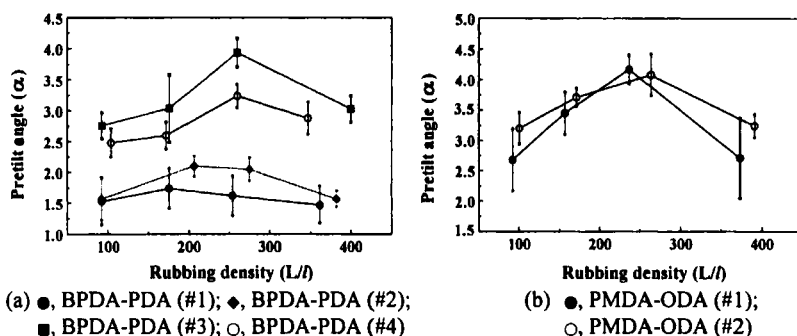 4.5
4.0
3.5
3.0
2.5
2.0
1.5
1.0
Pretilt angle (α)
100 200 300 400
Rubbing density (L/l)
5.0
4.5
4.0
3.5
3.0
2.5
2.0
1.5
Pretilt angle (α)
100 200 300 400
Rubbing density (L/l)
(a) ●, BPDA-PDA (#1); ◆, BPDA-PDA (#2);
■, BPDA-PDA (#3); ○, BPDA-PDA (#4)
(b) ●, PMDA-ODA (#1);
○, PMDA-ODA (#2)